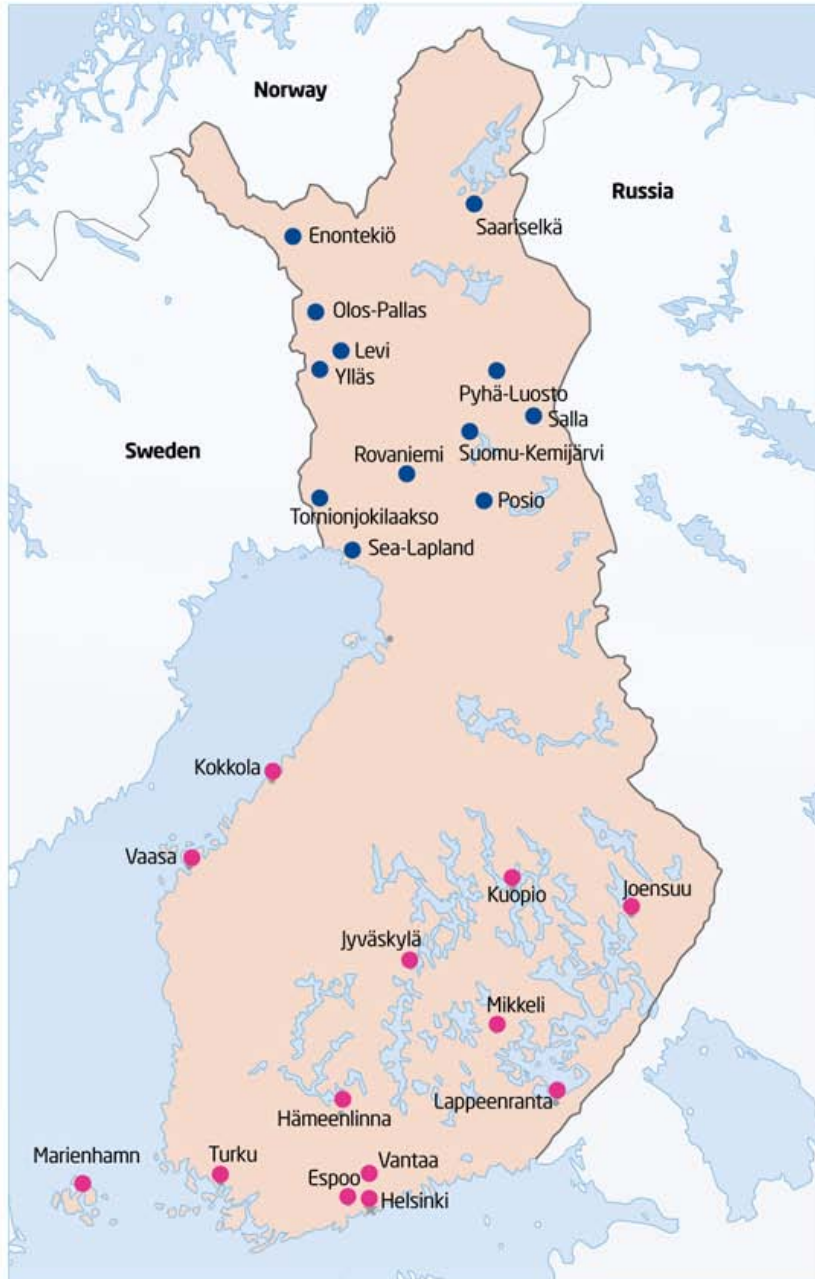 Norway
Russia
Saariselkä
Enontekiö
Olos-Pallas
Levi
Ylläs
Pyhä-Luosto
Salla
Sweden
Rovaniemi
Suomu-Kemijärvi
Posio
Tornionjokilaakso
Sea-Lapland
Kokkola
Vaasa
Kuopio
Joensuu
Jyväskylä
Mikkeli
Lappeenranta
Hämeenlinna
Marienhamn
Turku
Vantaa
Espoo
Helsinki